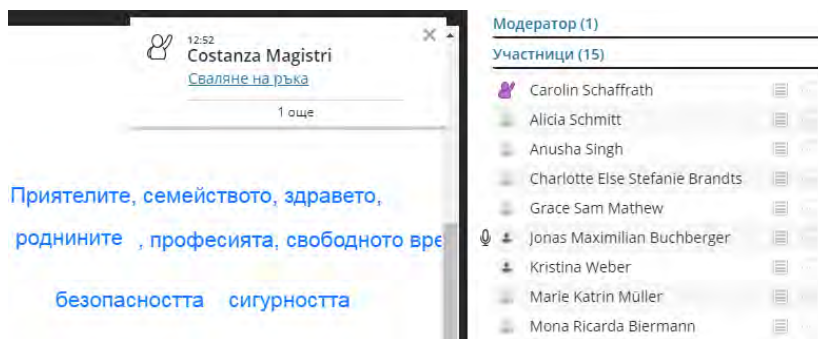 12:52
Costanza Magistri
Сваляне на ръка
1 още
Приятелите, семейството, здравето,
роднините , професията, свободното вре
безопасността сигурността
Модератор (1)
Участници (15)
Carolin Schaffrath
Alicia Schmitt
Anusha Singh
Charlotte Else Stefanie Brandts
Grace Sam Mathew
Jonas Maximilian Buchberger
Kristina Weber
Marie Katrin Müller
Mona Ricarda Biermann